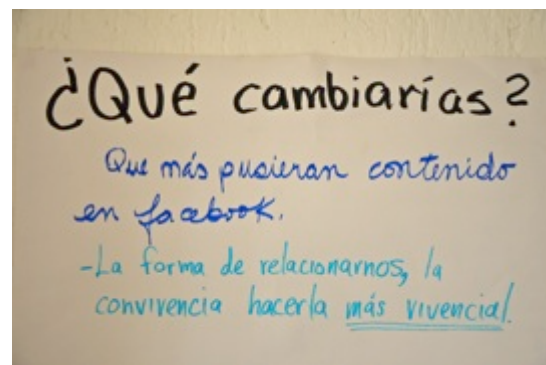 ¿Qué cambiarías?
Que más pusieran contenido
en facebook.
-La forma de relacionarnos, la
convivencia hacerla más vivencial.